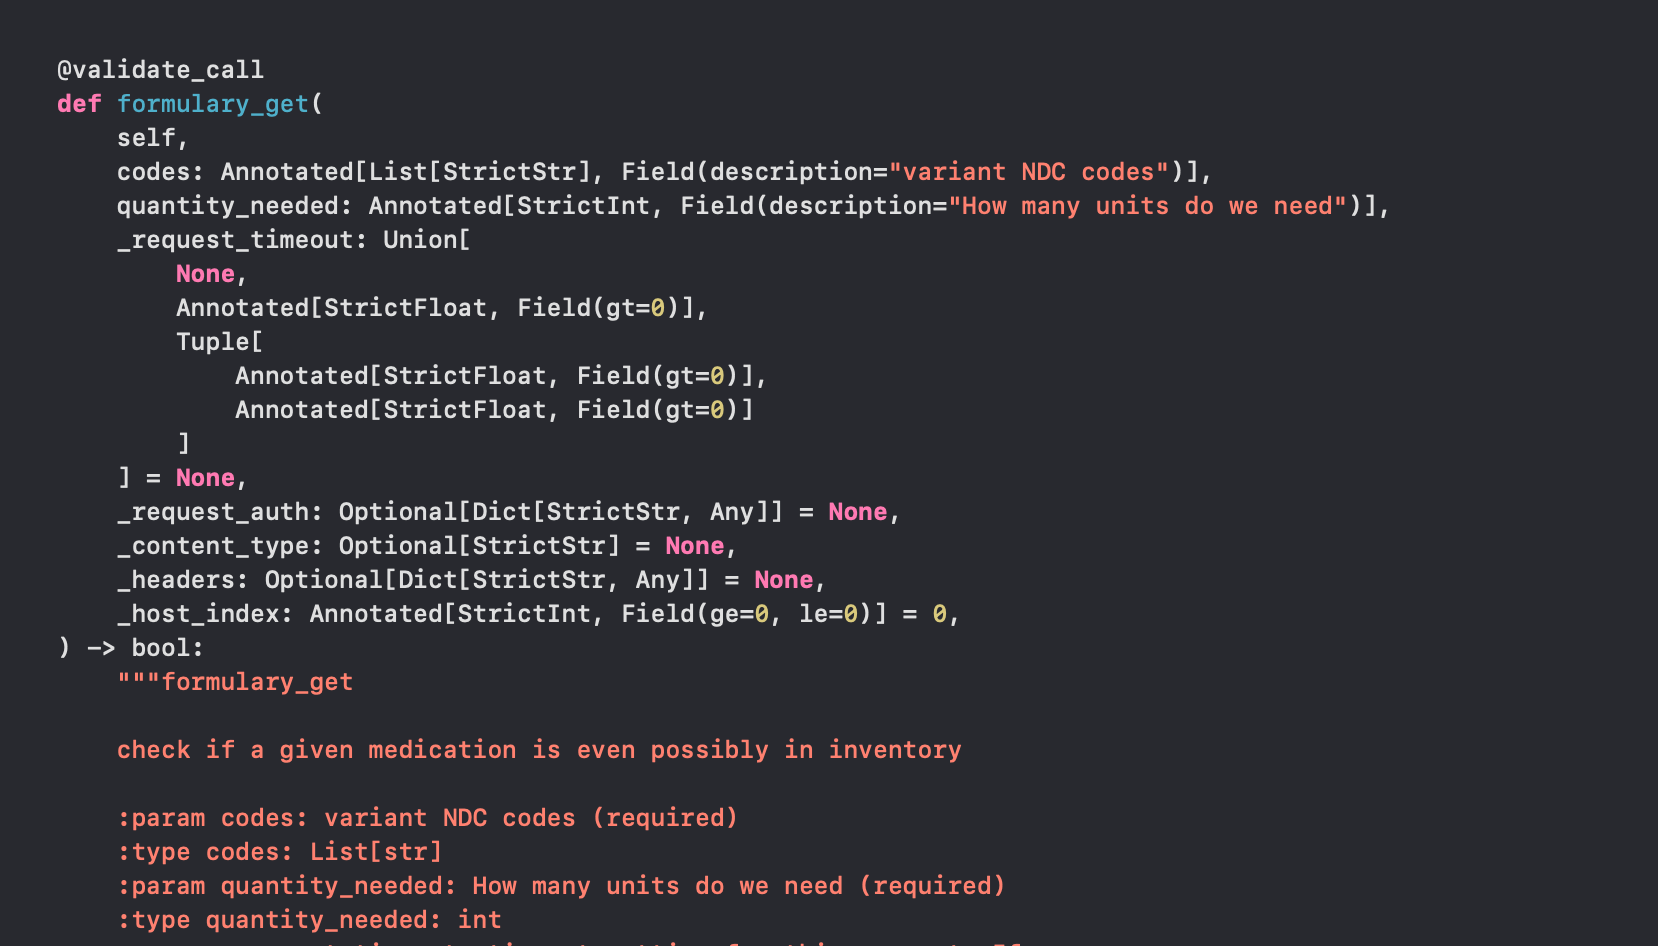 @validate_call
def formulary_get(
    self,
    codes: Annotated[List[StrictStr], Field(description="variant NDC codes")],
    quantity_needed: Annotated[StrictInt, Field(description="How many units do we need")],
    _request_timeout: Union[
        None,
        Annotated[StrictFloat, Field(gt=0)],
        Tuple[
            Annotated[StrictFloat, Field(gt=0)],
            Annotated[StrictFloat, Field(gt=0)]
        ]
    ] = None,
    _request_auth: Optional[Dict[StrictStr, Any]] = None,
    _content_type: Optional[StrictStr] = None,
    _headers: Optional[Dict[StrictStr, Any]] = None,
    _host_index: Annotated[StrictInt, Field(ge=0, le=0)] = 0,
) -> bool:
    """formulary_get
    check if a given medication is even possibly in inventory
    :param codes: variant NDC codes (required)
    :type codes: List[str]
    :param quantity_needed: How many units do we need (required)
    :type quantity_needed: int